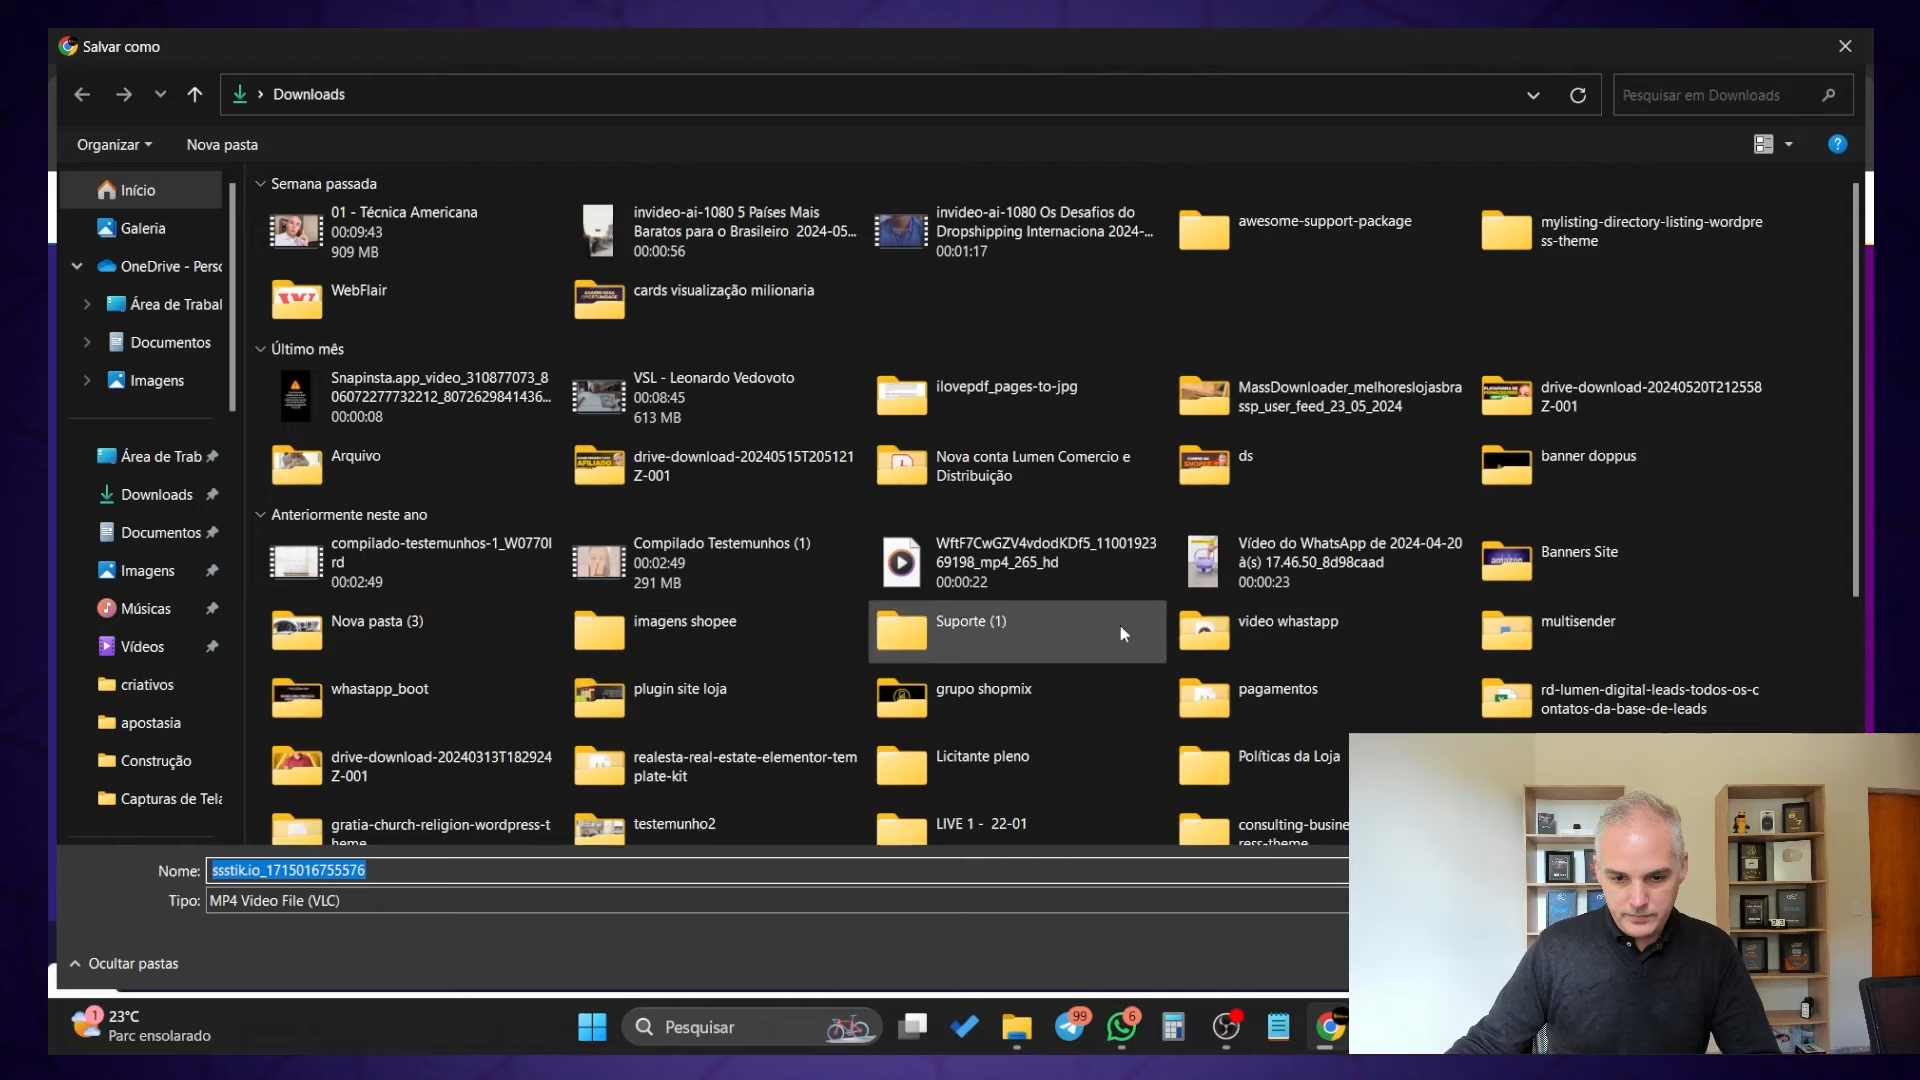 Salvar como
Downloads
Pesquisar em Downloads
Organizar
Nova pasta
Início
Galeria
OneDrive - Persc
Área de Trabal
Documentos
Imagens
Área de Trab
Downloads
Documentos
Imagens
Músicas
Vídeos
criativos
apostasia
Construção
Capturas de Tela
Semana passada
01 - Técnica Americana
00:09:43
909 MB
invideo-ai-1080 5 Países Mais
Baratos para o Brasileiro 2024-05...
00:00:56
invideo-ai-1080 Os Desafios do
Dropshipping Internaciona 2024-...
00:01:17
awesome-support-package
mylisting-directory-listing-wordpre
ss-theme
WebFlair
cards visualização milionaria
Último mês
Snapinsta.app_video_310877073_8
06072277732212_8072629841436...
00:00:08
VSL - Leonardo Vedovoto
00:08:45
613 MB
ilovepdf_pages-to-jpg
MassDownloader_melhoreslojasbra
ssp_user_feed_23_05_2024
drive-download-20240520T212558
Z-001
Arquivo
drive-download-20240515T205121
Z-001
Nova conta Lumen Comercio e
Distribuição
ds
banner doppus
Anteriormente neste ano
compilado-testemunhos-1_W0770l
rd
00:02:49
Compilado Testemunhos (1)
00:02:49
291 MB
WftF7CwGZV4vdodKDf5_11001923
69198_mp4_265_hd
00:00:22
Vídeo do WhatsApp de 2024-04-20
à(s) 17.46.50_8d98caad
00:00:23
Banners Site
Nova pasta (3)
imagens shopee
Suporte (1)
video whastapp
multisender
whastapp_boot
plugin site loja
grupo shopmix
pagamentos
rd-lumen-digital-leads-todos-os-c
ontatos-da-base-de-leads
drive-download-20240313T182924
Z-001
realesta-real-estate-elementor-tem
plate-kit
Licitante pleno
Políticas da Loja
gratia-church-religion-wordpress-t
heme
testemunho2
LIVE 1 - 22-01
consulting-busine
ress-theme
Nome: ssstik.io_1715016755576
Tipo: MP4 Video File (VLC)
Ocultar pastas
1
23°C
Parc ensolarado
Pesquisar
99
6